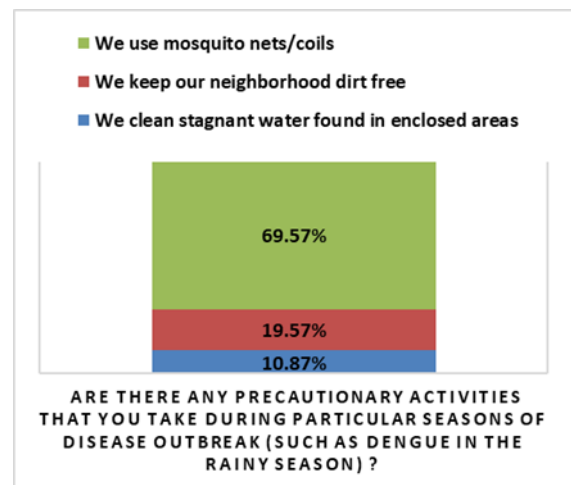 We use mosquito nets/coils
We keep our neighborhood dirt free
We clean stagnant water found in enclosed areas
69.57%
19.57%
10.87%
ARE THERE ANY PRECAUTIONARY ACTIVITIES
THAT YOU TAKE DURING PARTICULAR SEASONS OF
DISEASE OUTBREAK (SUCH AS DENGUE IN THE
RAINY SEASON) ?